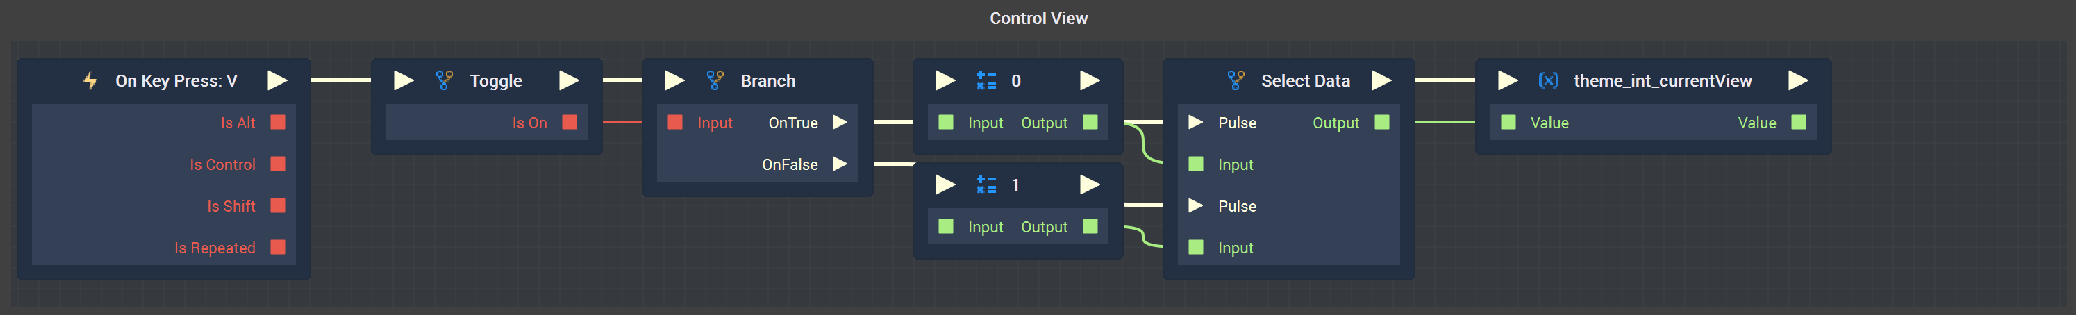 Control View
On Key Press: V
Is Alt
Is Control
Is Shift
Is Repeated
Toggle
Is On
Branch
Input OnTrue
OnFalse
0
Input Output
1
Input Output
Select Data
Pulse Output
Input
Pulse
Input
theme_int_currentView
Value Value